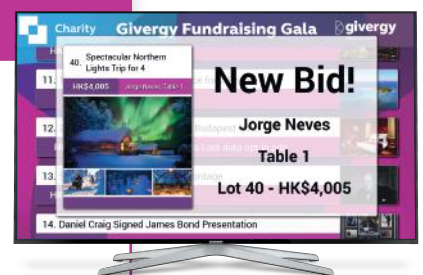 Charity
Givergy Fundraising Gala
givergy
40. Spectacular Northern
Lights Trip for 4
HK$4,005
Jorge Neves, Table 1
New Bid!
Jorge Neves
Table 1
Lot 40 - HK$4,005
11.
12.
Budapest
13.
14. Daniel Craig Signed James Bond Presentation